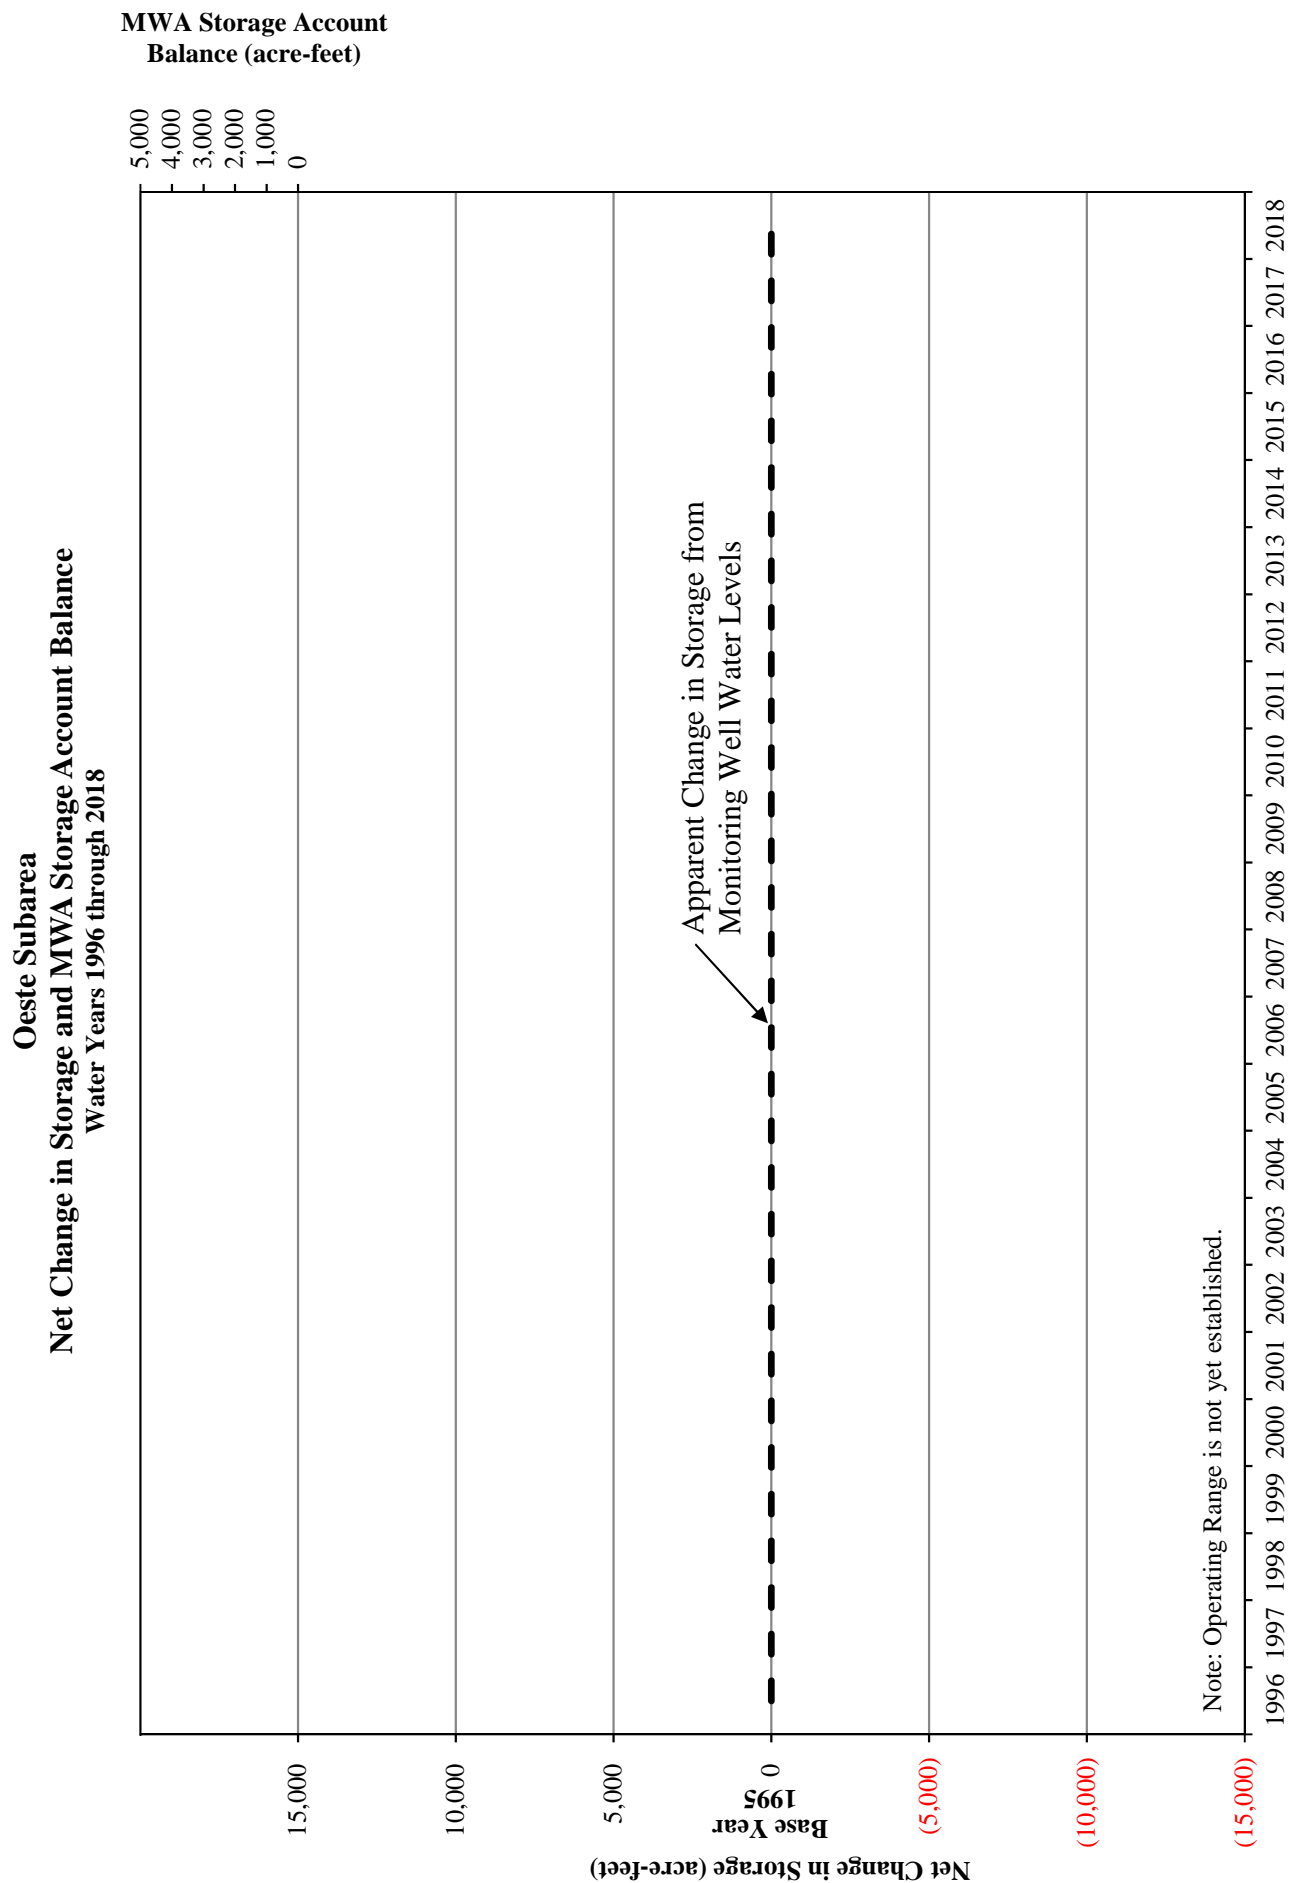 Oeste Subarea
Net Change in Storage and MWA Storage Account Balance
Water Years 1996 through 2018
MWA Storage Account
Balance (acre-feet)
5,000
4,000
3,000
2,000
1,000
0
Net Change in Storage (acre-feet)
Base Year
1995
15,000
10,000
5,000
0
(5,000)
(10,000)
(15,000)
Apparent Change in Storage from
Monitoring Well Water Levels
Note: Operating Range is not yet established.
1996 1997 1998 1999 2000 2001 2002 2003 2004 2005 2006 2007 2008 2009 2010 2011 2012 2013 2014 2015 2016 2017 2018